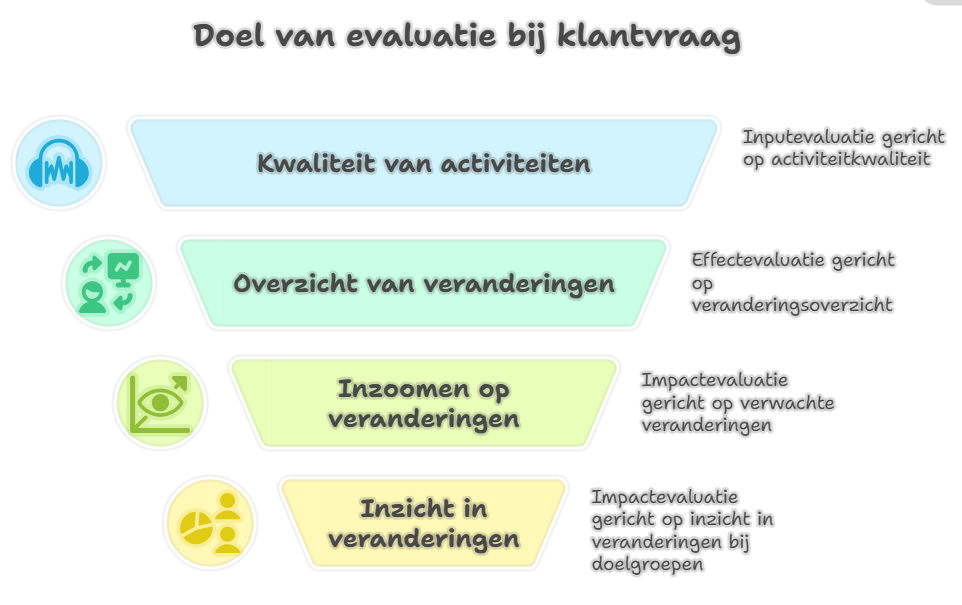 Doel van evaluatie bij klantvraag
Kwaliteit van activiteiten
Inputevaluatie gericht
op activiteitkwaliteit
Overzicht van veranderingen
Effectevaluatie gericht
op
veranderingsoverzicht
Inzoomen op
veranderingen
Impactevaluatie
gericht op verwachte
veranderingen
Inzicht in
veranderingen
Impactevaluatie
gericht op inzicht in
veranderingen bij
doelgroepen